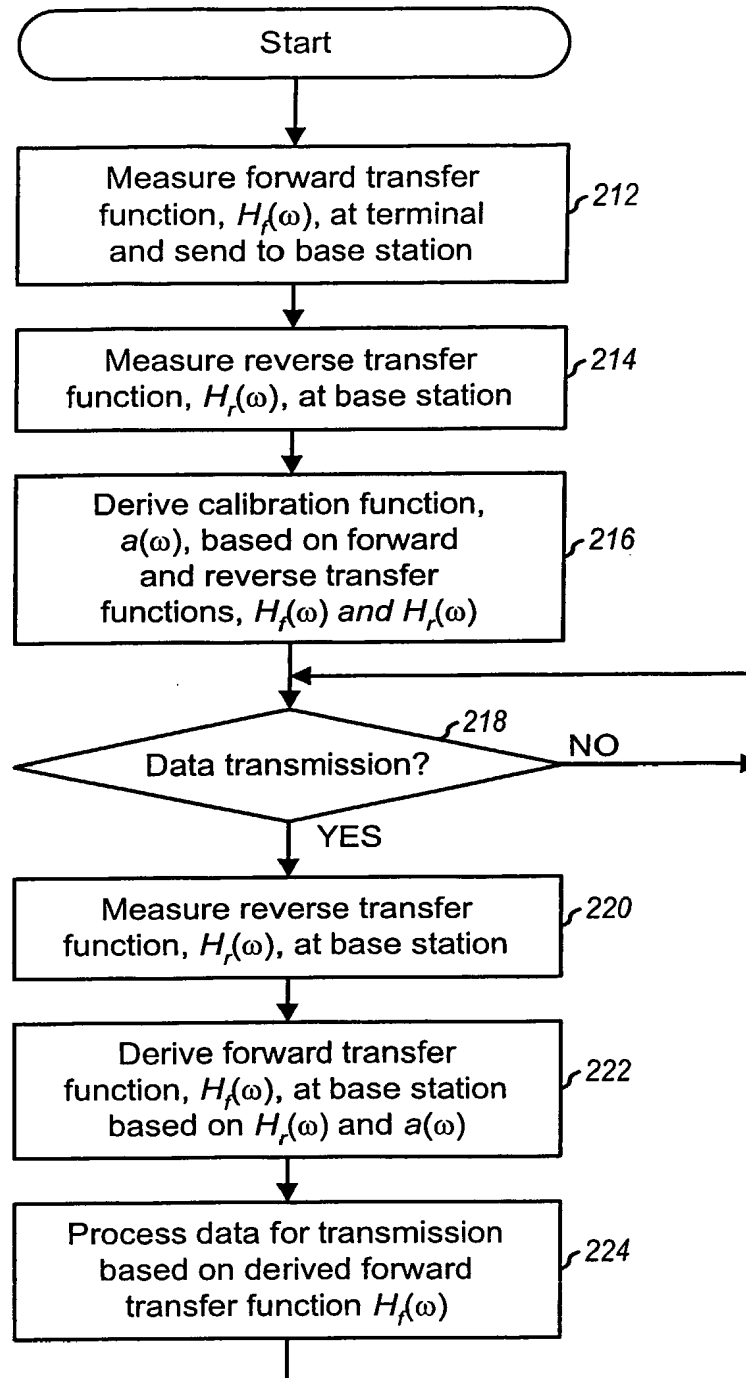 Start
Measure forward transfer
function, H_f(ω), at terminal
and send to base station
212
Measure reverse transfer
function, H_r(ω), at base station
214
Derive calibration function,
a(ω), based on forward
and reverse transfer
functions, H_f(ω) and H_r(ω)
216
218
Data transmission?
NO
YES
Measure reverse transfer
function, H_r(ω), at base station
220
Derive forward transfer
function, H_f(ω), at base station
based on H_r(ω) and a(ω)
222
Process data for transmission
based on derived forward
transfer function H_f(ω)
224